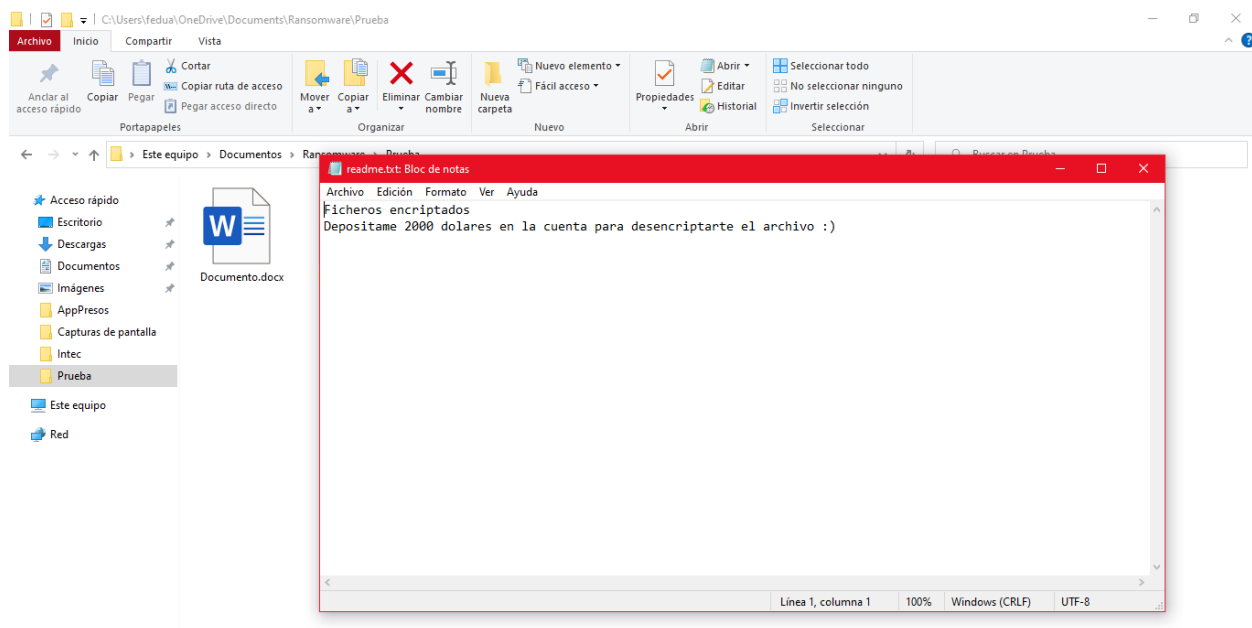 C:\Users\fedua\OneDrive\Documents\Ransomware\Prueba
Archivo Inicio Compartir Vista
Anclar al acceso rápido
Copiar
Pegar
Cortar
Copiar ruta de acceso
Pegar acceso directo
Portapapeles
Mover a
Copiar a
Eliminar
Cambiar nombre
Organizar
Nueva carpeta
Nuevo elemento
Fácil acceso
Nuevo
Propiedades
Abrir
Editar
Historial
Abrir
Seleccionar todo
No seleccionar ninguno
Invertir selección
Seleccionar
Este equipo > Documentos > Ransomware > Prueba
Buscar en Prueba
Acceso rápido
Escritorio
Descargas
Documentos
Imágenes
AppPresos
Capturas de pantalla
Intec
Prueba
Este equipo
Red
W
Documento.docx
readme.txt: Bloc de notas
Archivo Edición Formato Ver Ayuda
Ficheros encriptados
Depositame 2000 dolares en la cuenta para desencriptarte el archivo :)
Línea 1, columna 1 100% Windows (CRLF) UTF-8